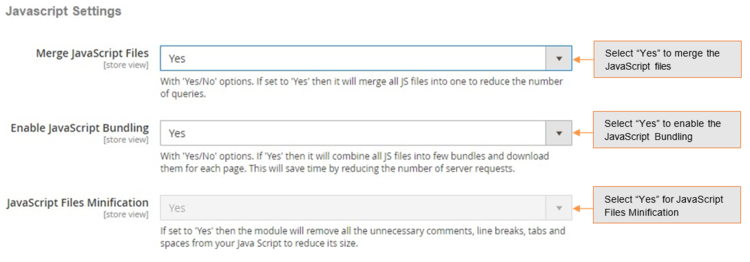 Javascript Settings
Merge JavaScript Files
[store view]
Yes
With 'Yes/No' options. If set to 'Yes' then it will merge all JS files into one to reduce the number
of queries.
Select "Yes" to merge the
JavaScript files
Enable JavaScript Bundling
[store view]
Yes
With 'Yes/No' options. If 'Yes' then it will combine all JS files into few bundles and download
them for each page. This will save time by reducing the number of server requests.
Select "Yes" to enable the
JavaScript Bundling
JavaScript Files Minification
[store view]
Yes
If set to 'Yes' then the module will remove all the unnecessary comments, line breaks, tabs and
spaces from your Java Script to reduce its size.
Select "Yes" for JavaScript
Files Minification